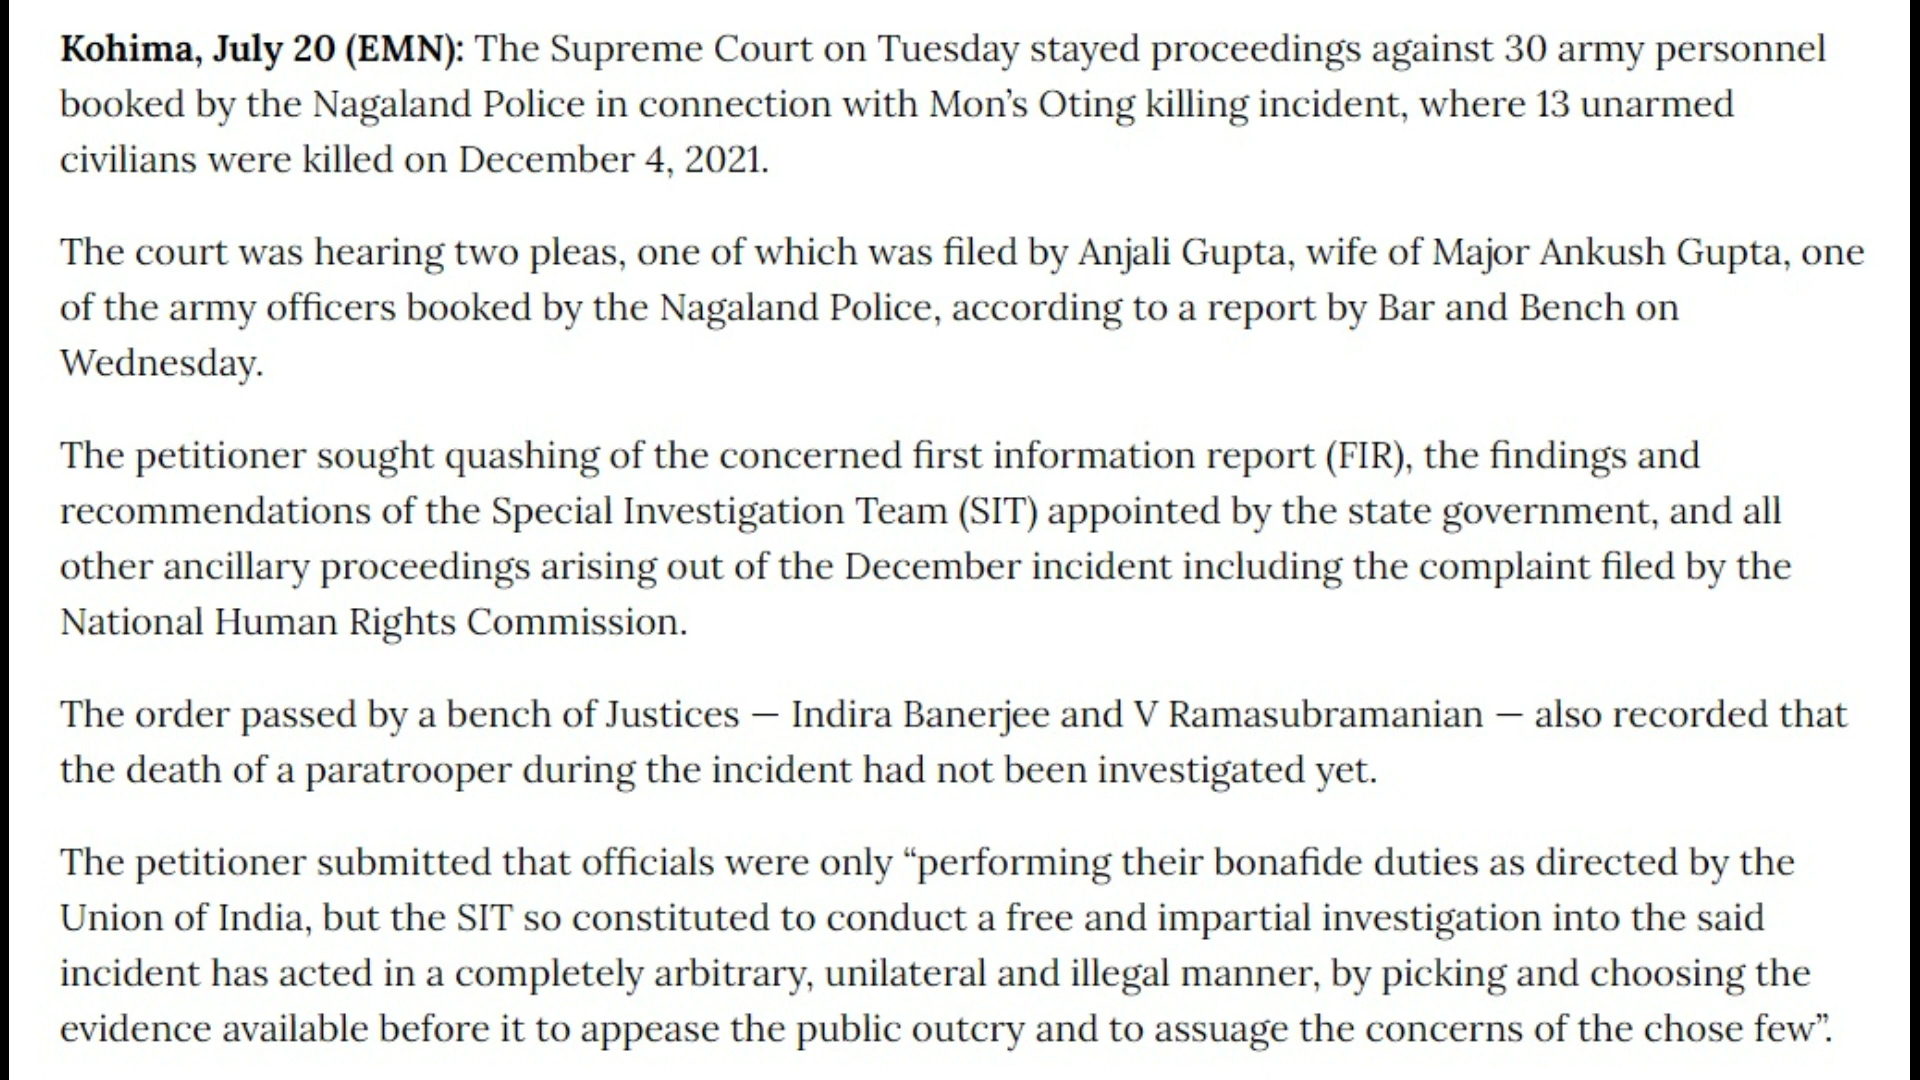 Kohima, July 20 (EMN): The Supreme Court on Tuesday stayed proceedings against 30 army personnel
booked by the Nagaland Police in connection with Mon’s Oting killing incident, where 13 unarmed
civilians were killed on December 4, 2021.
The court was hearing two pleas, one of which was filed by Anjali Gupta, wife of Major Ankush Gupta, one
of the army officers booked by the Nagaland Police, according to a report by Bar and Bench on
Wednesday.
The petitioner sought quashing of the concerned first information report (FIR), the findings and
recommendations of the Special Investigation Team (SIT) appointed by the state government, and all
other ancillary proceedings arising out of the December incident including the complaint filed by the
National Human Rights Commission.
The order passed by a bench of Justices — Indira Banerjee and V Ramasubramanian — also recorded that
the death of a paratrooper during the incident had not been investigated yet.
The petitioner submitted that officials were only “performing their bonafide duties as directed by the
Union of India, but the SIT so constituted to conduct a free and impartial investigation into the said
incident has acted in a completely arbitrary, unilateral and illegal manner, by picking and choosing the
evidence available before it to appease the public outcry and to assuage the concerns of the chose few”.